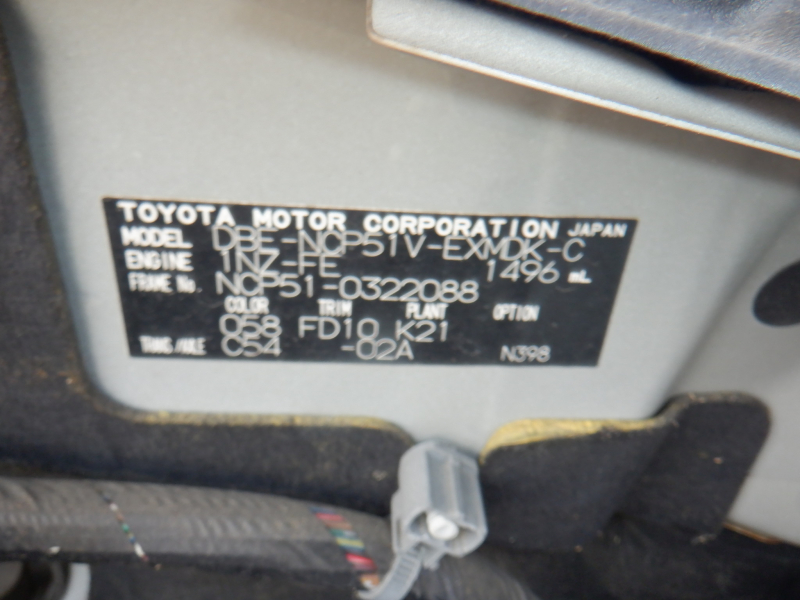 TOYOTA MOTOR CORPORATION JAPAN
MODEL DBE-NCP51V-EXMDK-C
ENGINE 1NZ-FE 1496 mL
FRAME No. NCP51-0322088
COLOR TRIM PLANT OPTION
058 FD10 K21
TRANS/AXLE C54 -02A N398